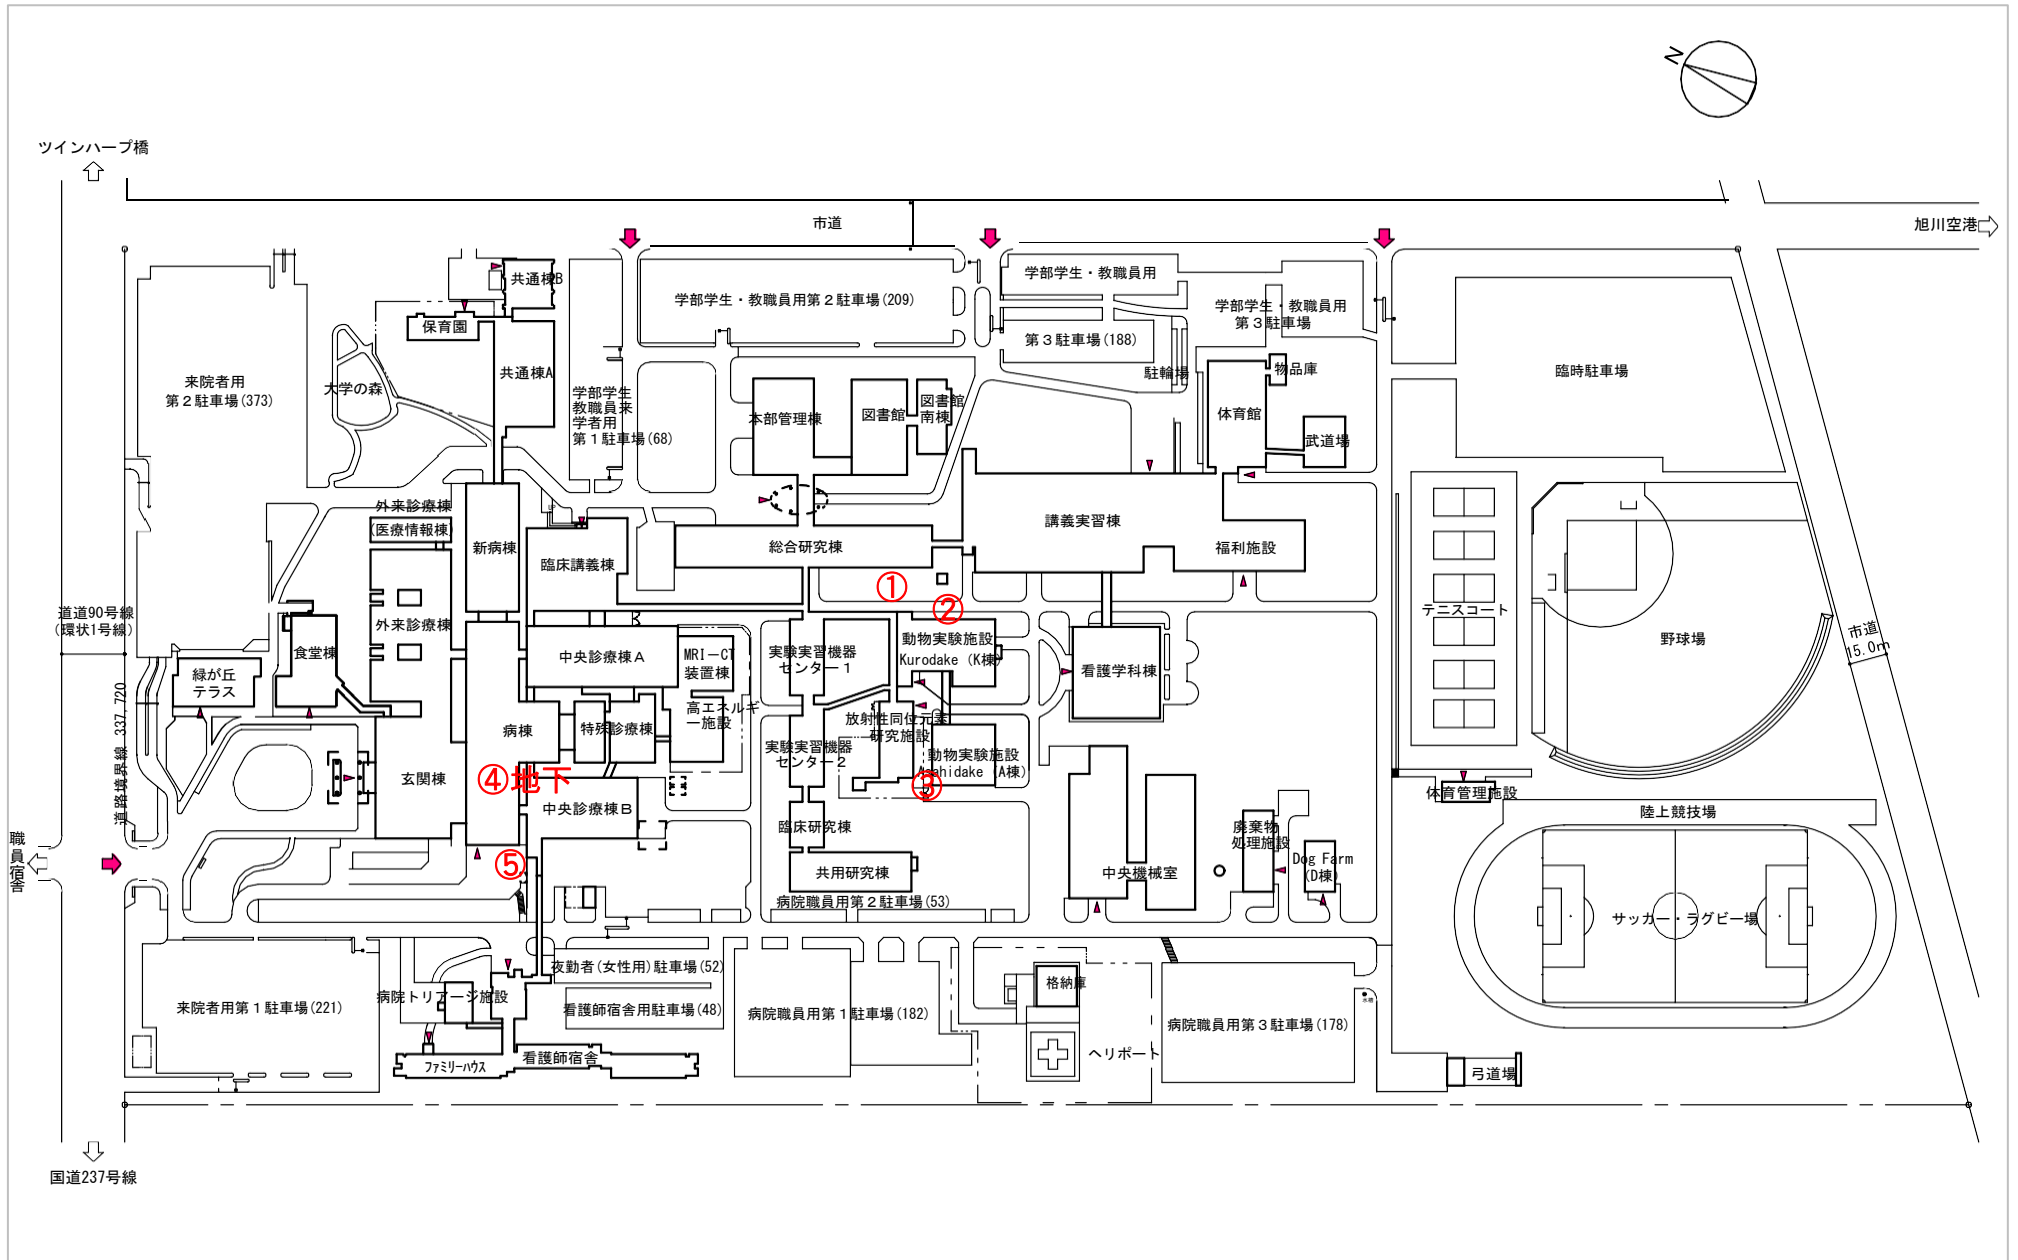 N
ツインハープ橋
市道
旭川空港
共通棟B
保育園
学部学生・教職員用第2駐車場(209)
学部学生・教職員用
学部学生・教職員用
第3駐車場
第3駐車場(188)
共通棟A
来院者用
第2駐車場(373)
大学の森
学部学生
教職員来
学者用
第1駐車場(68)
本部管理棟
図書館
図書館
南棟
駐輪場
物品庫
体育館
武道場
臨時駐車場
外来診療棟
(医療情報棟)
新病棟
臨床講義棟
総合研究棟
講義実習棟
福利施設
①
②
道道90号線
(環状1号線)
外来診療棟
食堂棟
緑が丘
テラス
中央診療棟A
MRI-CT
装置棟
実験実習機器
センター1
動物実験施設
Kurodake (K棟)
看護学科棟
テニスコート
野球場
市道
15.0m
道路境界線 337.720
病棟
特殊診療棟
高エネルギ
ー施設
放射性同位元素
研究施設
実験実習機器
センター2
動物実験施設
Asahidake (A棟)
③
玄関棟
④地下
中央診療棟B
体育管理施設
陸上競技場
職員宿舎
⑤
臨床研究棟
共用研究棟
中央機械室
廃棄物
処理施設
Dog Farm
(D棟)
病院職員用第2駐車場(53)
サッカー・ラグビー場
夜勤者(女性用)駐車場(52)
来院者用第1駐車場(221)
病院トリアージ施設
看護師宿舎用駐車場(48)
病院職員用第1駐車場(182)
格納庫
ヘリポート
病院職員用第3駐車場(178)
ファミリーハウス
看護師宿舎
弓道場
国道237号線